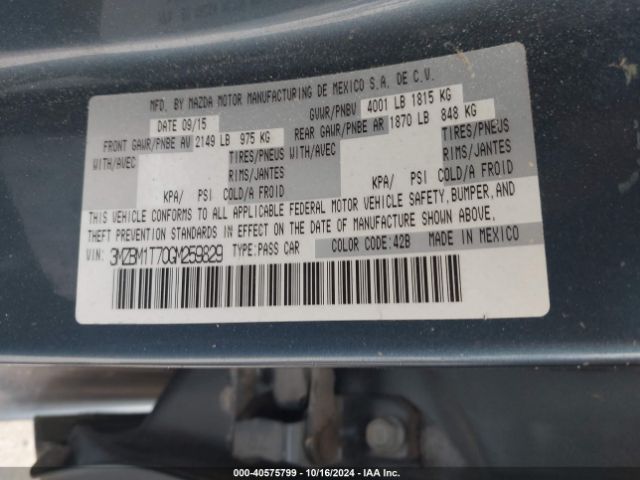 MFD. BY MAZDA MOTOR MANUFACTURING DE MEXICO S.A. DE C.V.
DATE 09/15 GVWR/PNBV 4001 LB 1815 KG
FRONT GAWR/PNBE AV 2149 LB 975 KG REAR GAWR/PNBE AR 1870 LB 848 KG
WITH/AVEC TIRES/PNEUS WITH/AVEC TIRES/PNEUS
RIMS/JANTES RIMS/JANTES
KPA/ PSI COLD/A FROID KPA/ PSI COLD/A FROID
THIS VEHICLE CONFORMS TO ALL APPLICABLE FEDERAL MOTOR VEHICLE SAFETY, BUMPER, AND
THEFT PREVENTION STANDARDS IN EFFECT ON THE DATE OF MANUFACTURE SHOWN ABOVE.
VIN: 3MZBM1T70GM259829 TYPE:PASS CAR COLOR CODE:42B MADE IN MEXICO
000-40575799 - 10/16/2024 - IAA Inc.